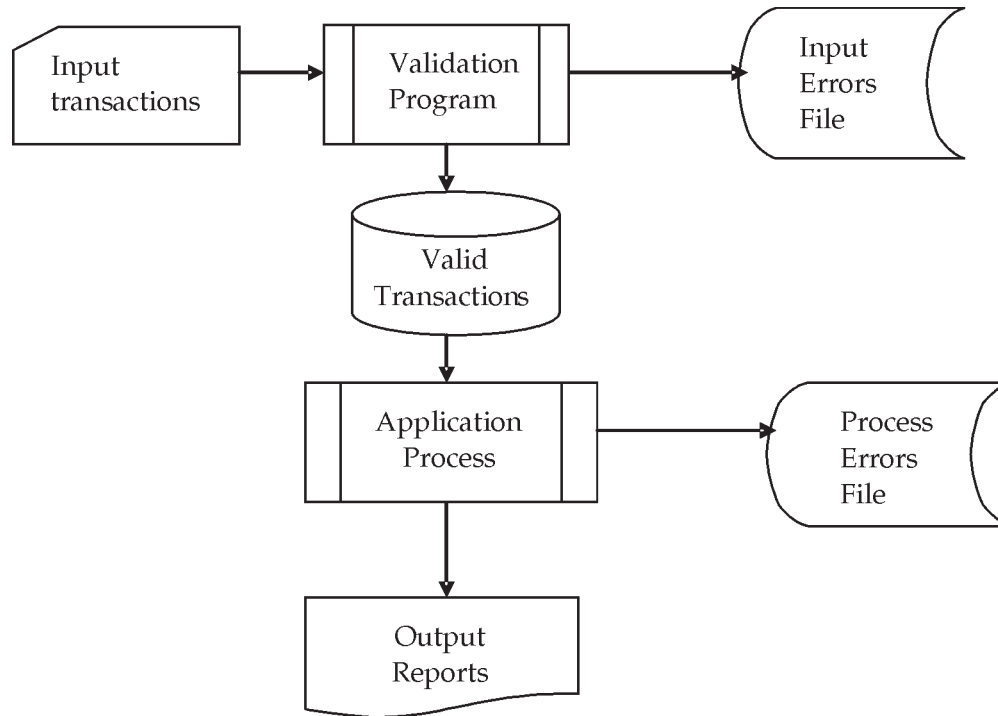 Input
transactions
Validation
Program
Input
Errors
File
Valid
Transactions
Application
Process
Process
Errors
File
Output
Reports